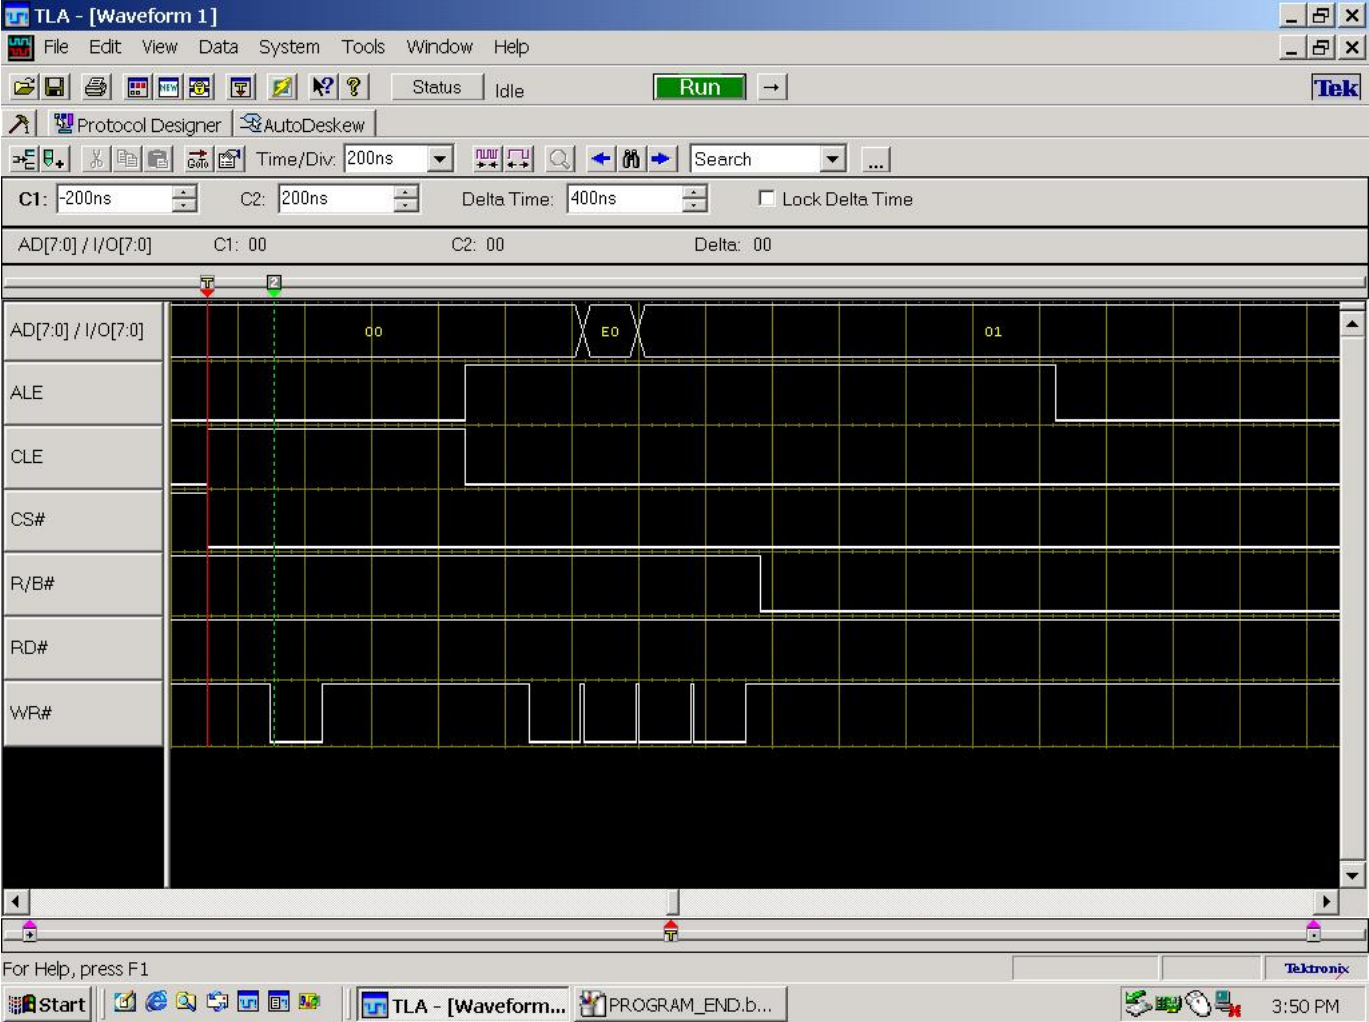 TLA - [Waveform 1]
File Edit View Data System Tools Window Help
NEW Status Idle Run Tek
Protocol Designer AutoDeskew
GOTO Time/Div: 200ns Search ...
C1: -200ns C2: 200ns Delta Time: 400ns Lock Delta Time
AD[7:0] / I/O[7:0] C1: 00 C2: 00 Delta: 00
T 2
AD[7:0] / I/O[7:0] 00 E0 01
ALE
CLE
CS#
R/B#
RD#
WR#
T
For Help, press F1 Tektronix
Start TLA - [Waveform... PROGRAM_END.b... 3:50 PM